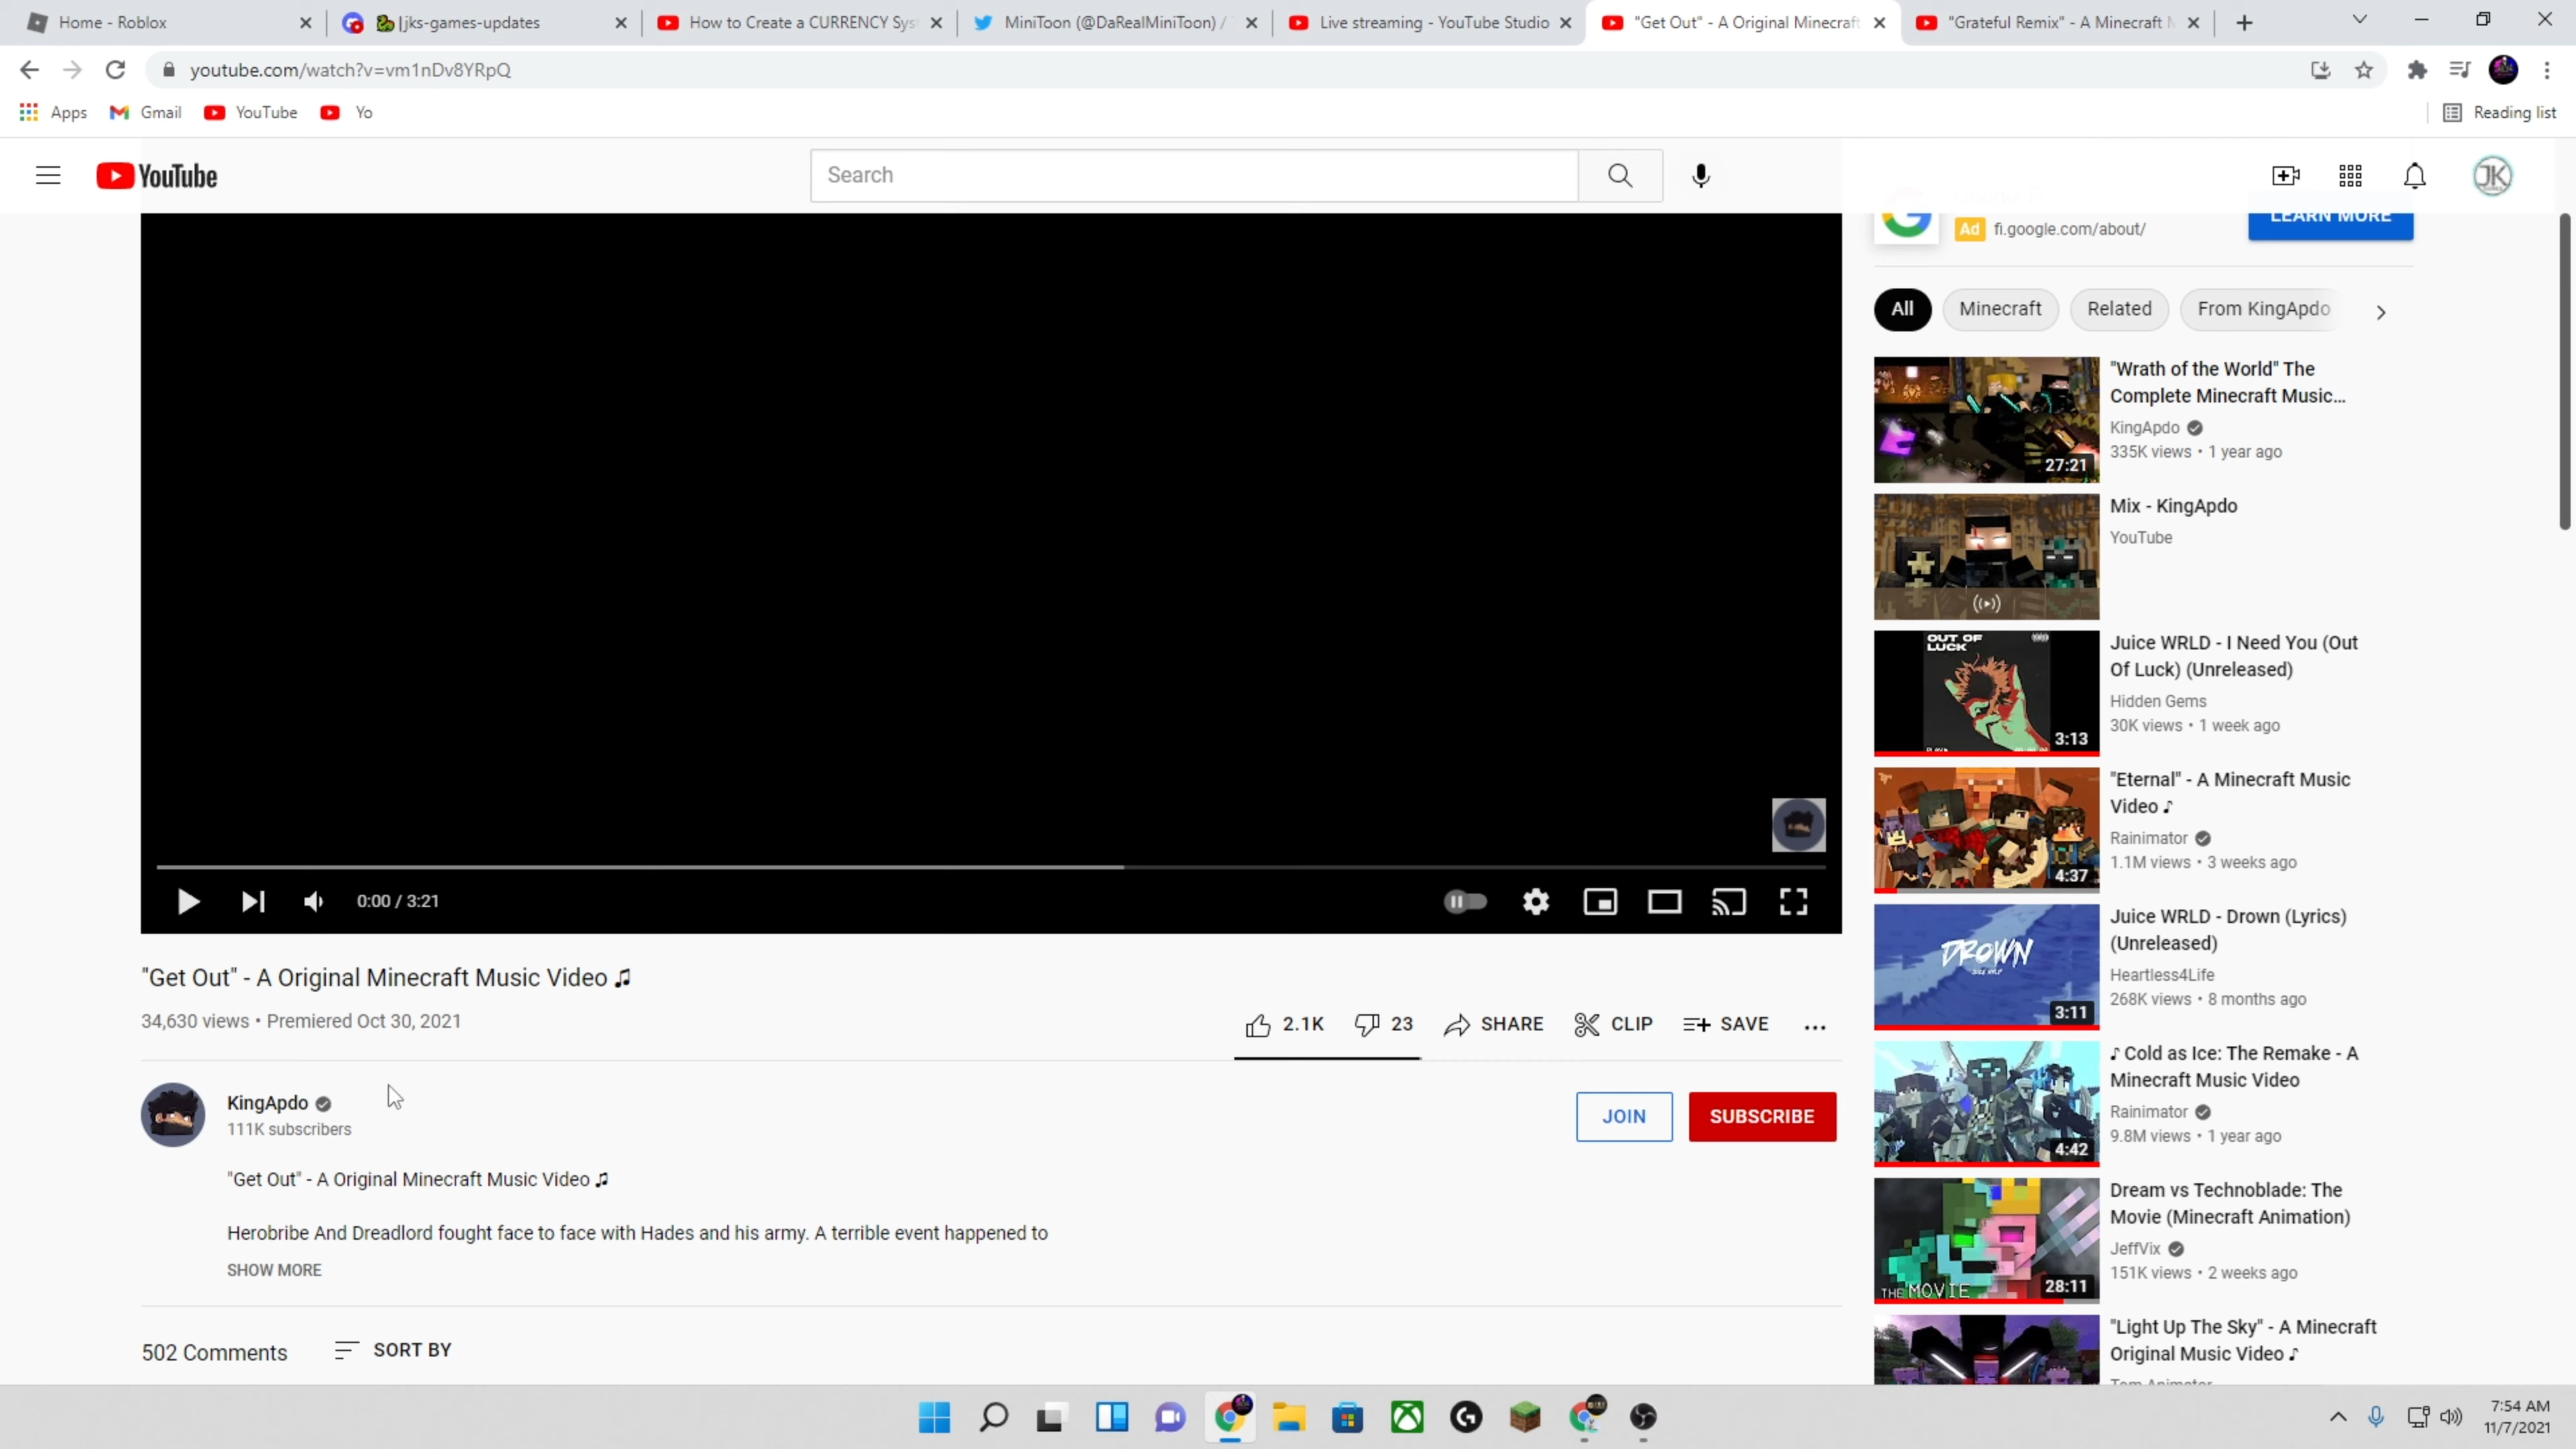 Home - Roblox
|jks-games-updates
How to Create a CURRENCY Sys
MiniToon (@DaRealMiniToon) /
Live streaming - YouTube Studio
"Get Out" - A Original Minecraft
"Grateful Remix" - A Minecraft M
youtube.com/watch?v=vm1nDv8YRpQ
Apps
Gmail
YouTube
Yo
Reading list
YouTube
Search
JK
Ad fi.google.com/about/
LEARN MORE
All
Minecraft
Related
From KingApdo
"Wrath of the World" The
Complete Minecraft Music...
KingApdo
335K views • 1 year ago
27:21
Mix - KingApdo
YouTube
OUT OF
LUCK
3:13
Juice WRLD - I Need You (Out
Of Luck) (Unreleased)
Hidden Gems
30K views • 1 week ago
"Eternal" - A Minecraft Music
Video ♪
Rainimator
1.1M views • 3 weeks ago
4:37
DROWN
JUICE WRLD
3:11
Juice WRLD - Drown (Lyrics)
(Unreleased)
Heartless4Life
268K views • 8 months ago
♪ Cold as Ice: The Remake - A
Minecraft Music Video
Rainimator
9.8M views • 1 year ago
4:42
Dream vs Technoblade: The
Movie (Minecraft Animation)
JeffVix
151K views • 2 weeks ago
THE MOVIE
28:11
"Light Up The Sky" - A Minecraft
Original Music Video ♪
0:00 / 3:21
"Get Out" - A Original Minecraft Music Video ♫
34,630 views • Premiered Oct 30, 2021
2.1K
23
SHARE
CLIP
SAVE
KingApdo
111K subscribers
JOIN
SUBSCRIBE
"Get Out" - A Original Minecraft Music Video ♫
Herobribe And Dreadlord fought face to face with Hades and his army. A terrible event happened to
SHOW MORE
502 Comments
SORT BY
7:54 AM
11/7/2021